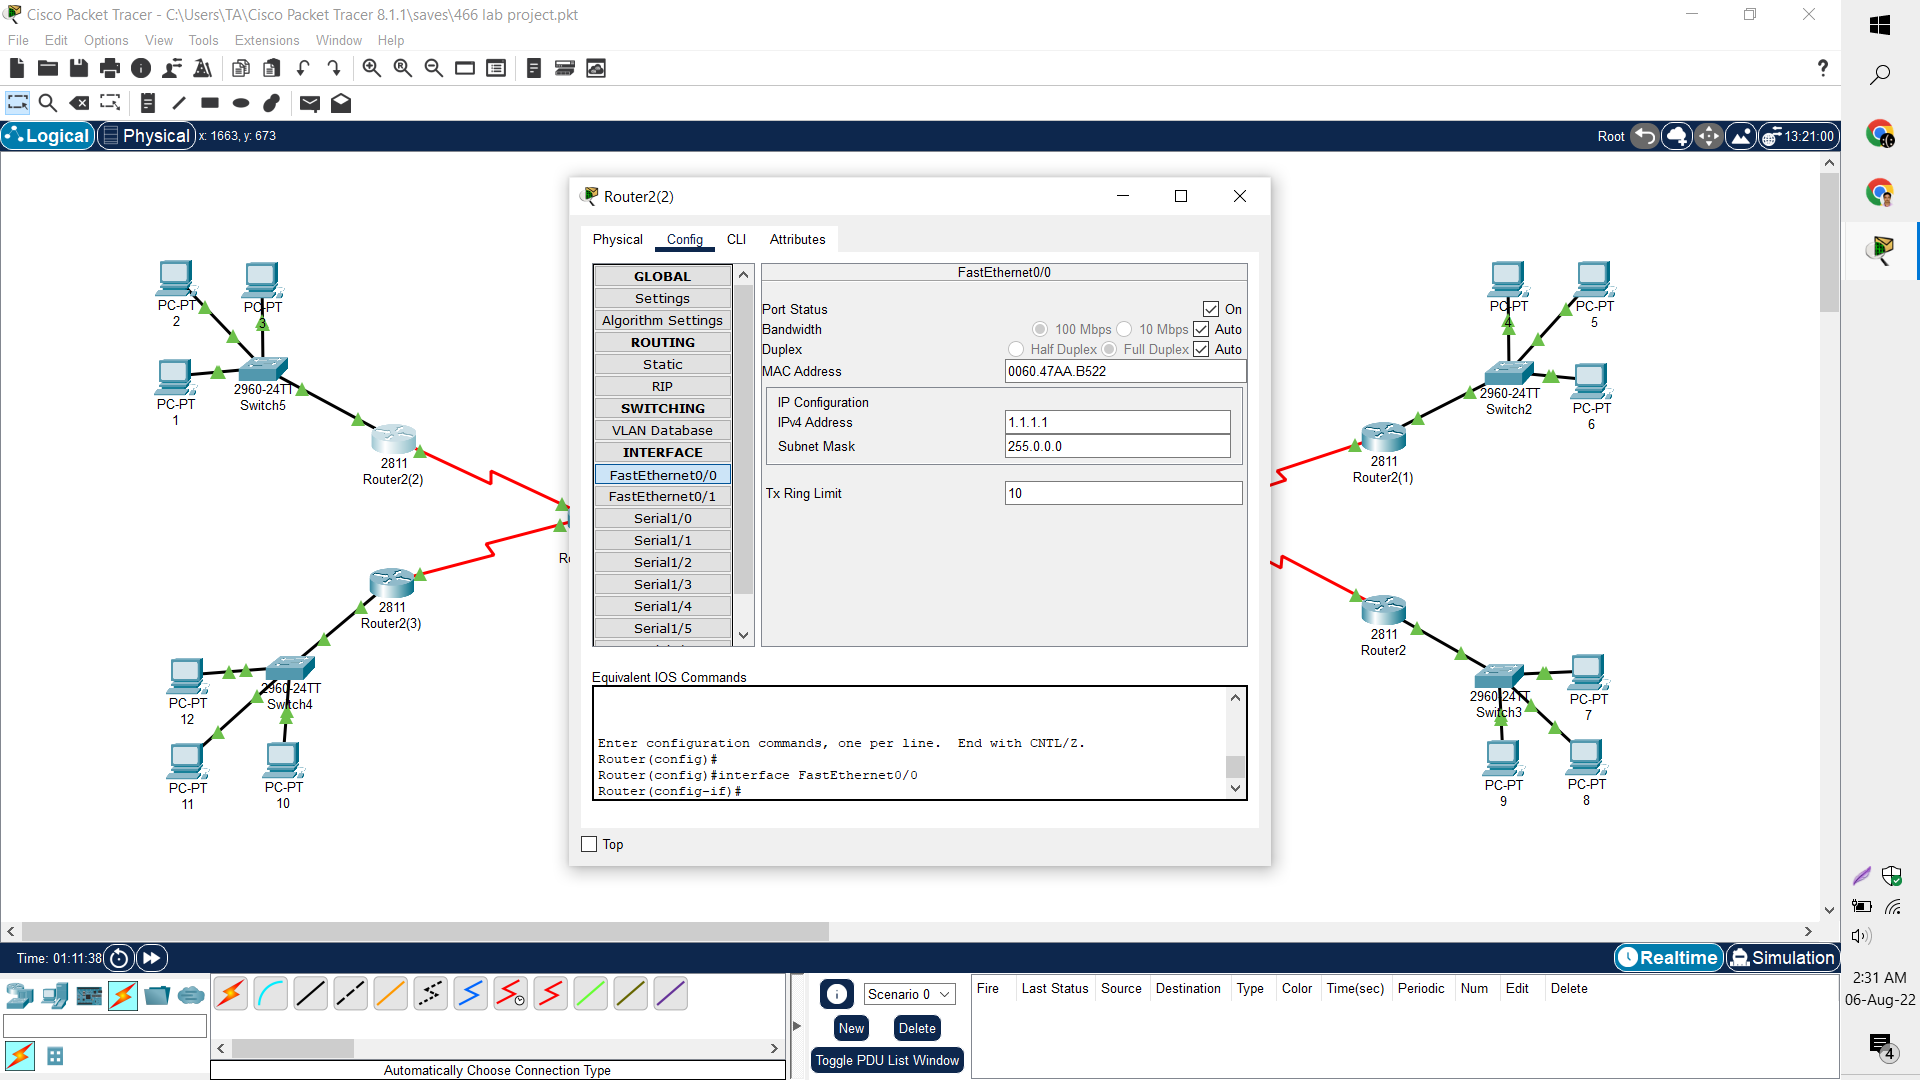 Cisco Packet Tracer - C:\Users\TA\Cisco Packet Tracer 8.1.1\saves\466 lab project.pkt
File Edit Options View Tools Extensions Window Help
?
Logical Physical x: 1663, y: 673
Root 13:21:00
PC-PT
2
PC-PT
3
PC-PT
1
2960-24TT
Switch5
2811
Router2(2)
2811
Router2(3)
2960-24TT
Switch4
PC-PT
12
PC-PT
11
PC-PT
10
Router2(2)
Physical Config CLI Attributes
GLOBAL
Settings
Algorithm Settings
ROUTING
Static
RIP
SWITCHING
VLAN Database
INTERFACE
FastEthernet0/0
FastEthernet0/1
Serial1/0
Serial1/1
Serial1/2
Serial1/3
Serial1/4
Serial1/5
FastEthernet0/0
Port Status On
Bandwidth 100 Mbps 10 Mbps Auto
Duplex Half Duplex Full Duplex Auto
MAC Address 0060.47AA.B522
IP Configuration
IPv4 Address 1.1.1.1
Subnet Mask 255.0.0.0
Tx Ring Limit 10
Equivalent IOS Commands
Enter configuration commands, one per line. End with CNTL/Z.
Router(config)#
Router(config)#interface FastEthernet0/0
Router(config-if)#
Top
PC-PT
4
PC-PT
5
2960-24TT
Switch2
PC-PT
6
2811
Router2(1)
2811
Router2
2960-24TT
Switch3
PC-PT
7
PC-PT
9
PC-PT
8
Time: 01:11:38
Realtime Simulation
Scenario 0
New Delete
Toggle PDU List Window
Fire Last Status Source Destination Type Color Time(sec) Periodic Num Edit Delete
Automatically Choose Connection Type
2:31 AM
06-Aug-22
4